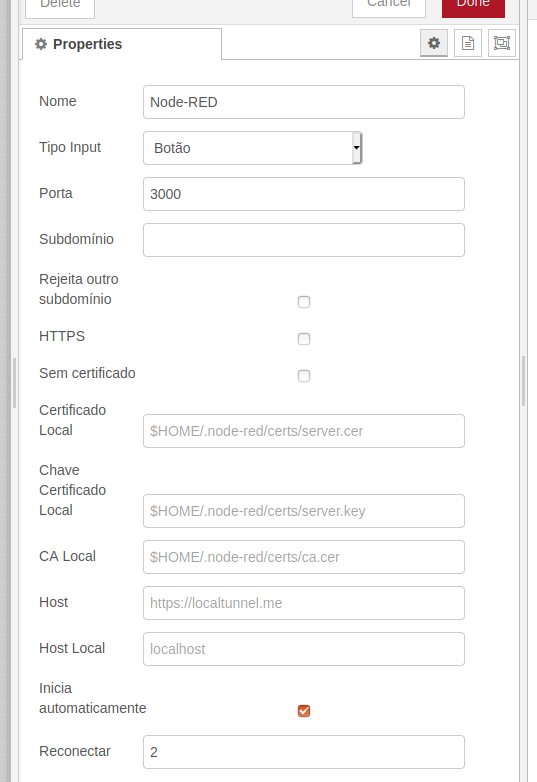 Delete
Cancel
Done
Properties
Nome
Node-RED
Tipo Input
Botão
Porta
3000
Subdomínio
Rejeita outro
subdomínio
HTTPS
Sem certificado
Certificado
Local
$HOME/.node-red/certs/server.cer
Chave
Certificado
Local
$HOME/.node-red/certs/server.key
CA Local
$HOME/.node-red/certs/ca.cer
Host
https://localtunnel.me
Host Local
localhost
Inicia
automaticamente
Reconectar
2